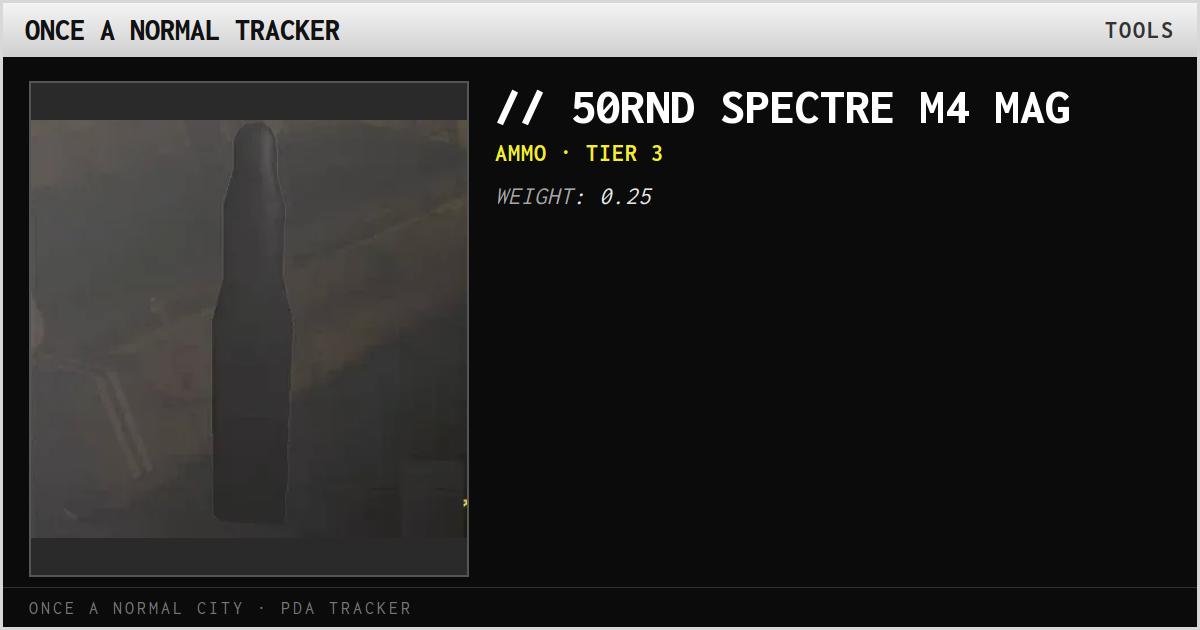 ONCE A NORMAL TRACKER
TOOLS
// 50RND SPECTRE M4 MAG
AMMO · TIER 3
WEIGHT: 0.25
ONCE A NORMAL CITY · PDA TRACKER